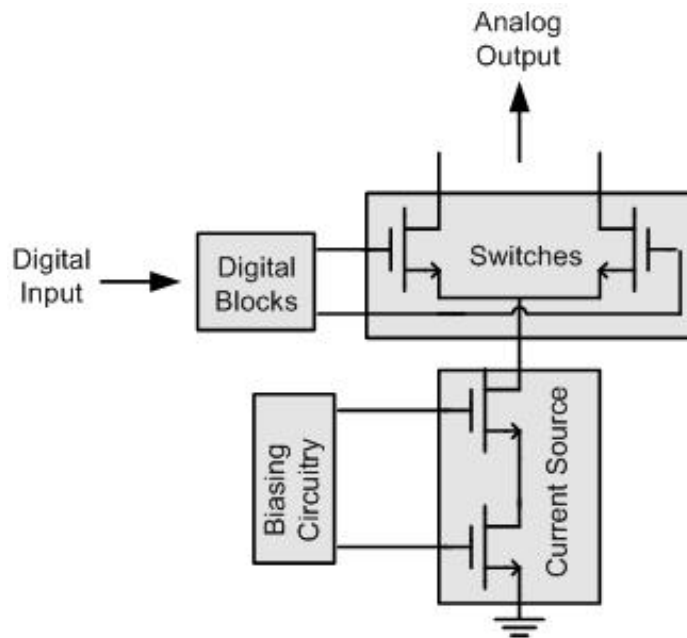 Analog
Output
Digital
Input
Digital
Blocks
Switches
Biasing
Circuitry
Current Source